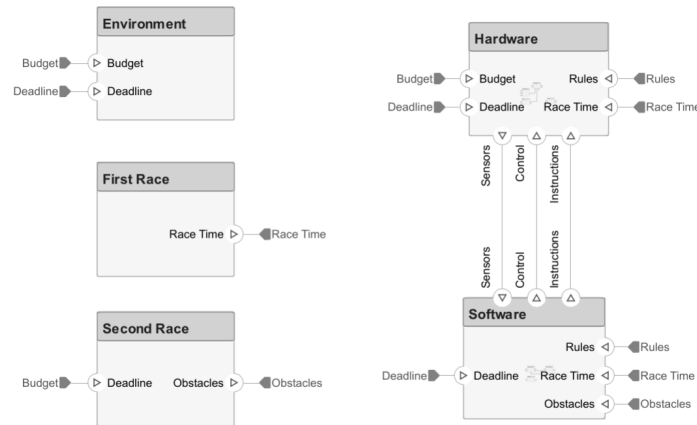 Environment
Budget Budget
Deadline Deadline
First Race
Race Time Race Time
Second Race
Budget Deadline Obstacles Obstacles
Hardware
Budget Budget Rules Rules
Deadline Deadline Race Time Race Time
Sensors
Control
Instructions
Sensors
Control
Instructions
Software
Rules Rules
Deadline Deadline Race Time Race Time
Obstacles Obstacles